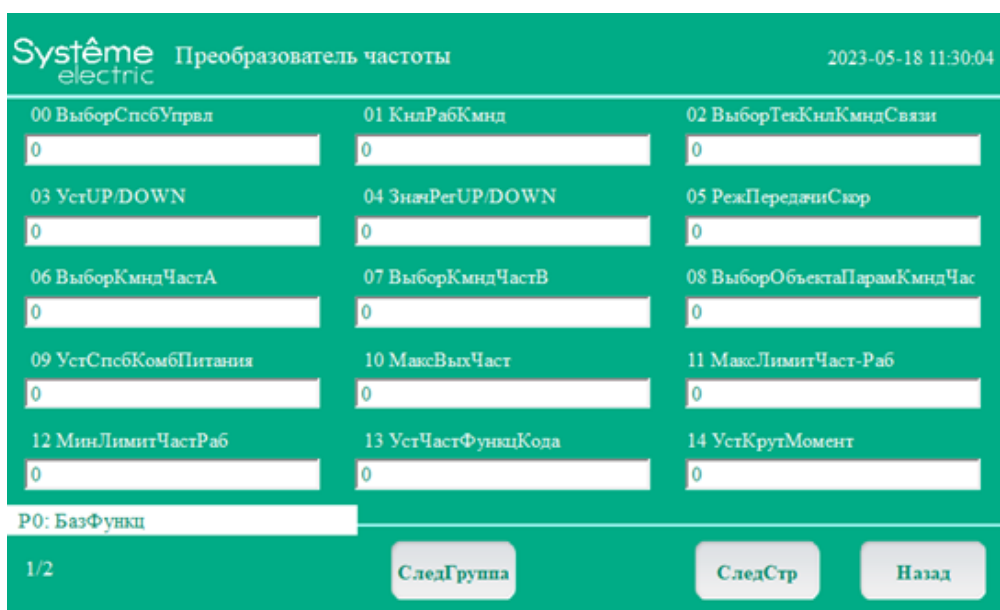 Système electric Преобразователь частоты 2023-05-18 11:30:04
00 ВыборСпсбУпрвл 01 КнлРабКмнд 02 ВыборТекКнлКмндСвязи
0 0 0
03 УстUP/DOWN 04 ЗначРегUP/DOWN 05 РежПередачиСкор
0 0 0
06 ВыборКмндЧастА 07 ВыборКмндЧастВ 08 ВыборОбъектаПарамКмндЧас
0 0 0
09 УстСпсбКомбПитания 10 МаксВыхЧаст 11 МаксЛимитЧаст-Раб
0 0 0
12 МинЛимитЧастРаб 13 УстЧастФункцКода 14 УстКрутМомент
0 0 0
P0: БазФункц
1/2 СледГруппа СледСтр Назад